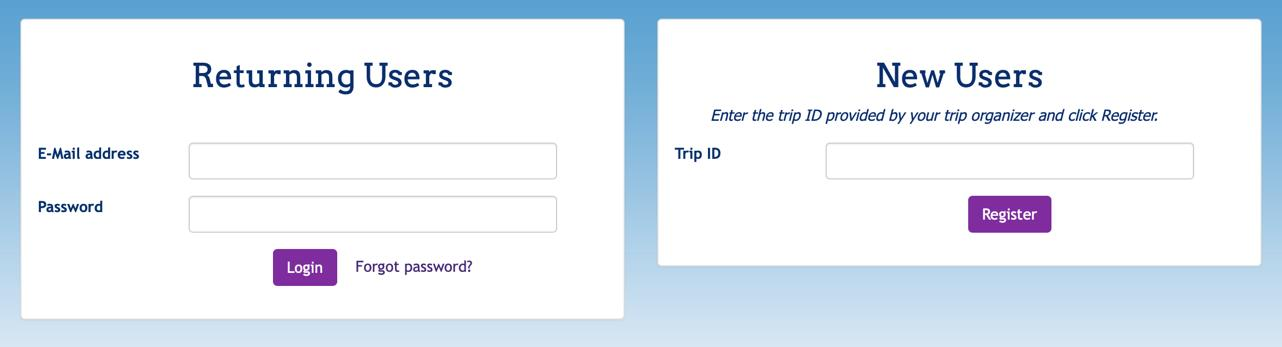 Returning Users
E-Mail address
Password
Login Forgot password?
New Users
Enter the trip ID provided by your trip organizer and click Register.
Trip ID
Register